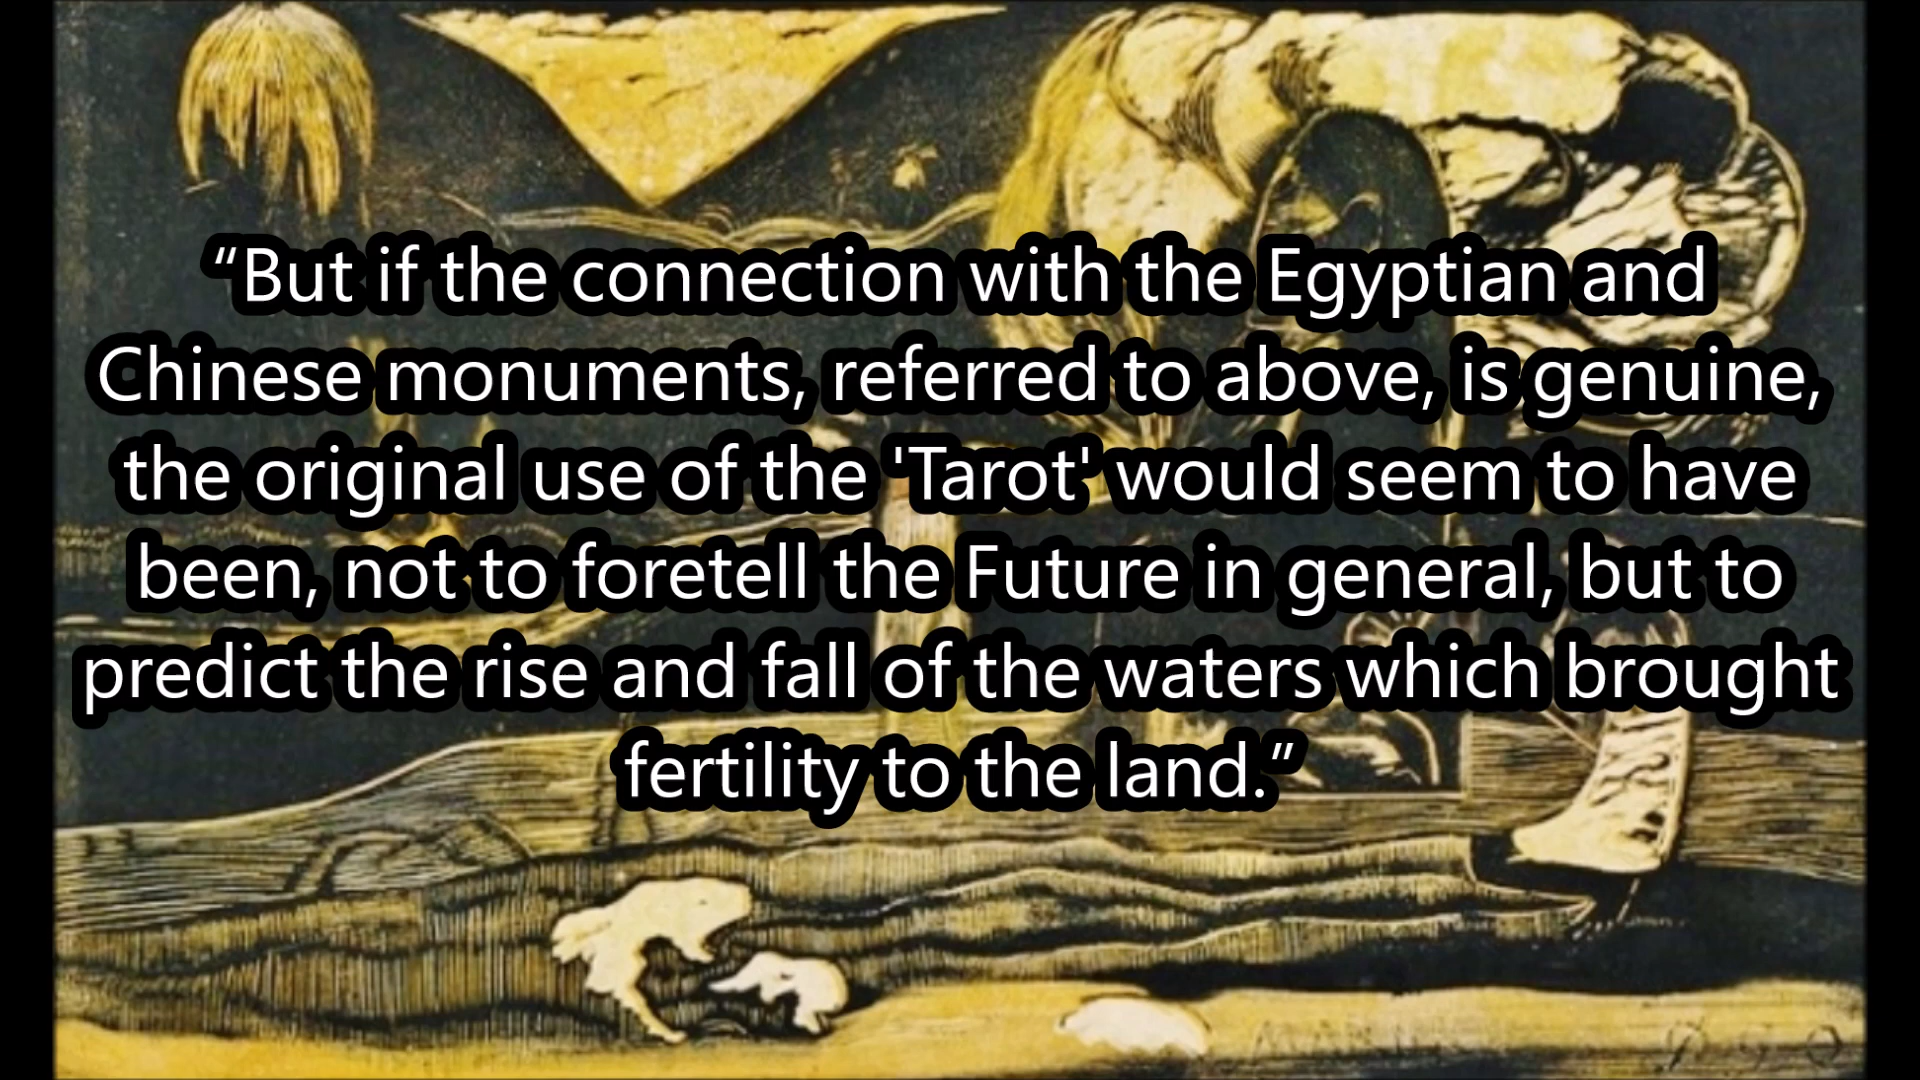 “But if the connection with the Egyptian and
Chinese monuments, referred to above, is genuine,
the original use of the 'Tarot' would seem to have
been, not to foretell the Future in general, but to
predict the rise and fall of the waters which brought
fertility to the land.”